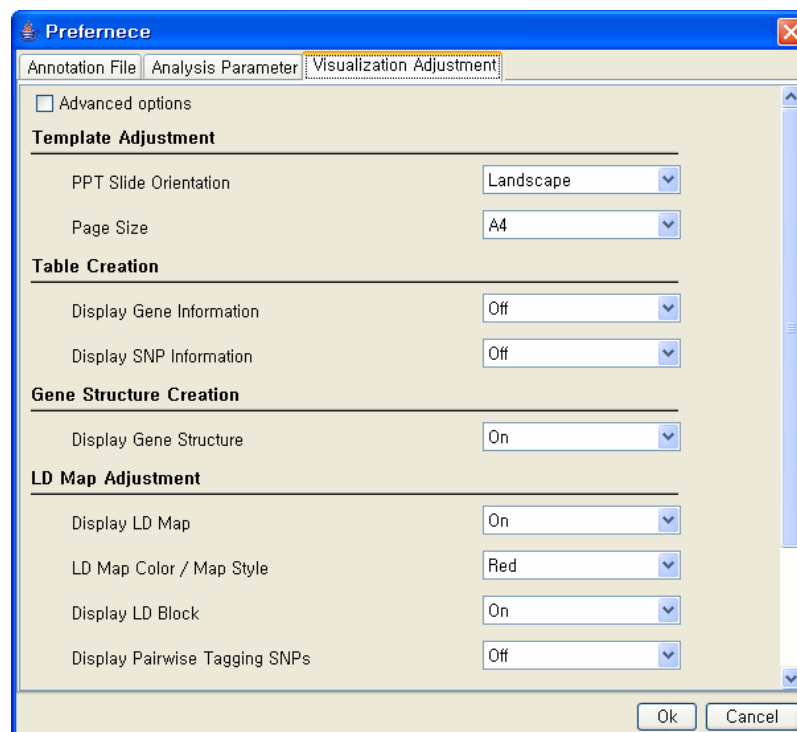 Prefernece
Annotation File Analysis Parameter Visualization Adjustment
Advanced options
Template Adjustment
PPT Slide Orientation Landscape
Page Size A4
Table Creation
Display Gene Information Off
Display SNP Information Off
Gene Structure Creation
Display Gene Structure On
LD Map Adjustment
Display LD Map On
LD Map Color / Map Style Red
Display LD Block On
Display Pairwise Tagging SNPs Off
Ok Cancel